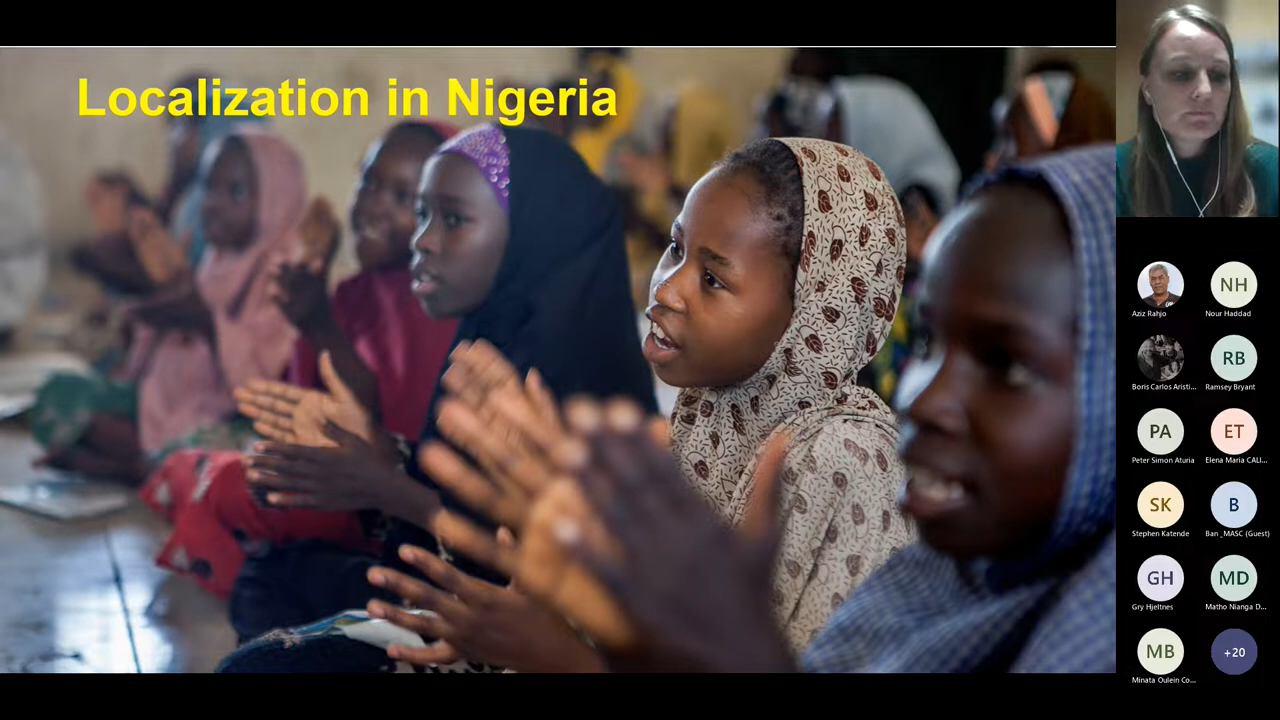 Localization in Nigeria
Aziz Rahjo
NH
Nour Haddad
Boris Carlos Aristi...
RB
Ramsey Bryant
PA
Peter Simon Aturia
ET
Elena Maria CALI...
SK
Stephen Katende
B
Ban _MASC (Guest)
GH
Gry Hjeltnes
MD
Matho Nianga D...
MB
Minata Oulein Co...
+20